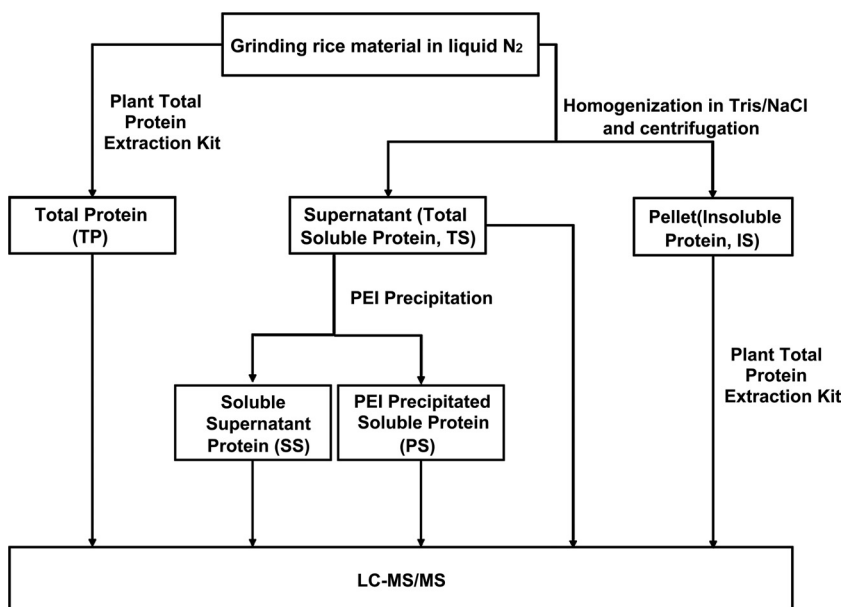 Grinding rice material in liquid N₂
Plant Total
Protein
Extraction Kit
Homogenization in Tris/NaCl
and centrifugation
Total Protein
(TP)
Supernatant (Total
Soluble Protein, TS)
Pellet(Insoluble
Protein, IS)
PEI Precipitation
Plant Total
Protein
Extraction Kit
Soluble
Supernatant
Protein (SS)
PEI Precipitated
Soluble Protein
(PS)
LC-MS/MS